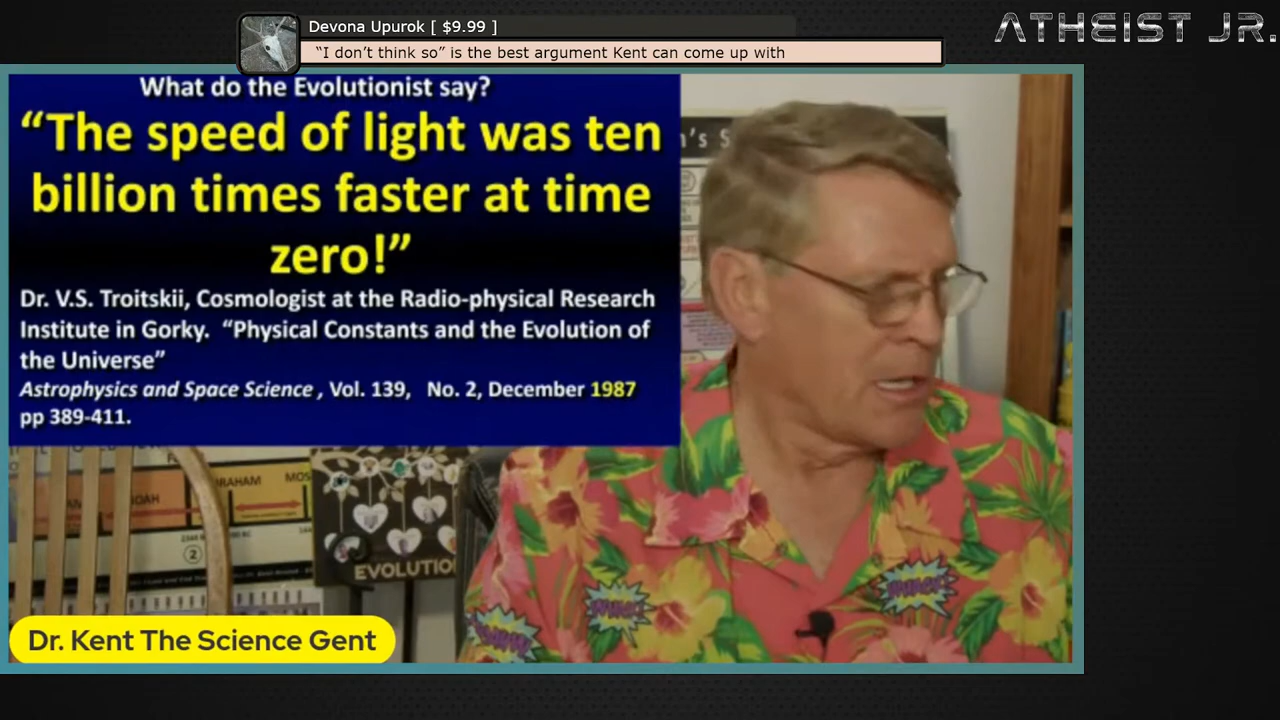 Devona Upurok [ $9.99 ]
“I don’t think so” is the best argument Kent can come up with
ATHEIST JR.
What do the Evolutionist say?
“The speed of light was ten
billion times faster at time
zero!”
Dr. V.S. Troitskii, Cosmologist at the Radio-physical Research
Institute in Gorky. “Physical Constants and the Evolution of
the Universe”
Astrophysics and Space Science , Vol. 139, No. 2, December 1987
pp 389-411.
NOAH
MOS
2
EVOLUTIO
Dr. Kent The Science Gent